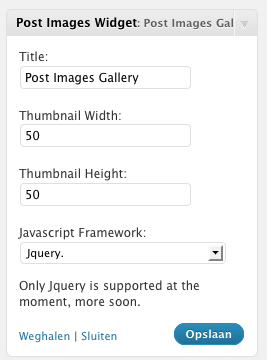 Post Images Widget: Post Images Gal
Title:
Post Images Gallery
Thumbnail Width:
50
Thumbnail Height:
50
Javascript Framework:
Jquery.
Only Jquery is supported at the
moment, more soon.
Weghalen | Sluiten
Opslaan